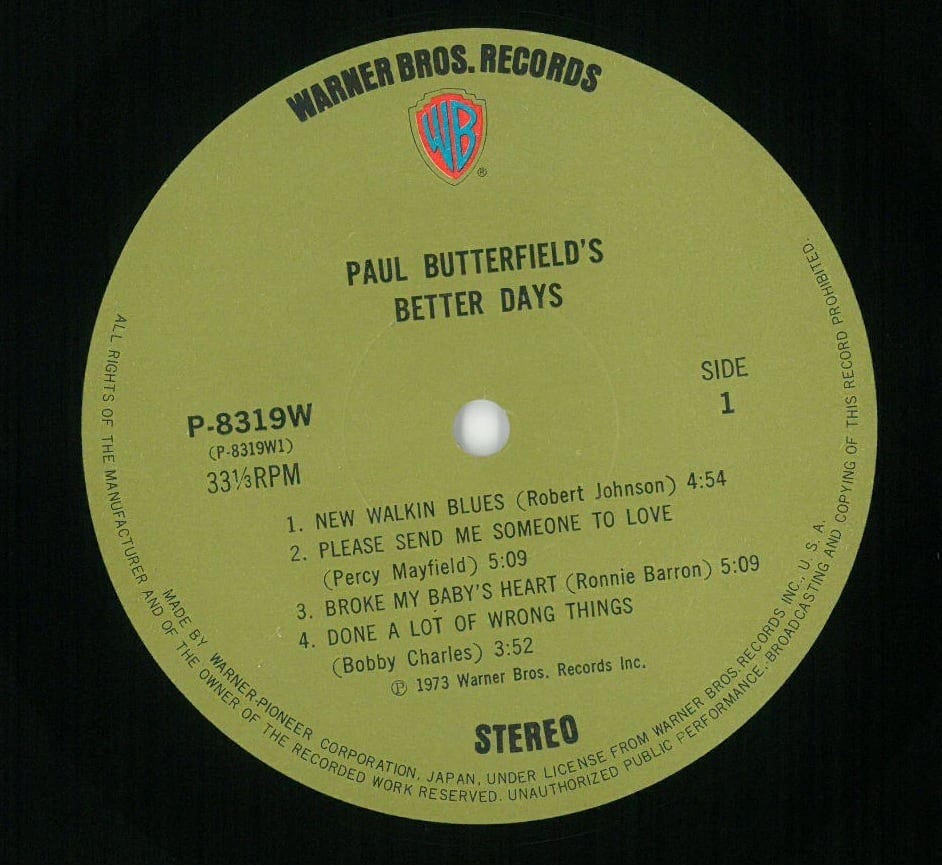 WARNER BROS. RECORDS
WB
®
PAUL BUTTERFIELD'S
BETTER DAYS
SIDE
1
P-8319W
(P-8319W1)
33⅓RPM
1. NEW WALKIN BLUES (Robert Johnson) 4:54
2. PLEASE SEND ME SOMEONE TO LOVE
(Percy Mayfield) 5:09
3. BROKE MY BABY'S HEART (Ronnie Barron) 5:09
4. DONE A LOT OF WRONG THINGS
(Bobby Charles) 3:52
℗ 1973 Warner Bros. Records Inc.
STEREO
MADE BY WARNER-PIONEER CORPORATION, JAPAN, UNDER LICENSE FROM WARNER BROS. RECORDS INC., U. S. A.
ALL RIGHTS OF THE MANUFACTURER AND OF THE OWNER OF THE RECORDED WORK RESERVED. UNAUTHORIZED PUBLIC PERFORMANCE, BROADCASTING AND COPYING OF THIS RECORD PROHIBITED.